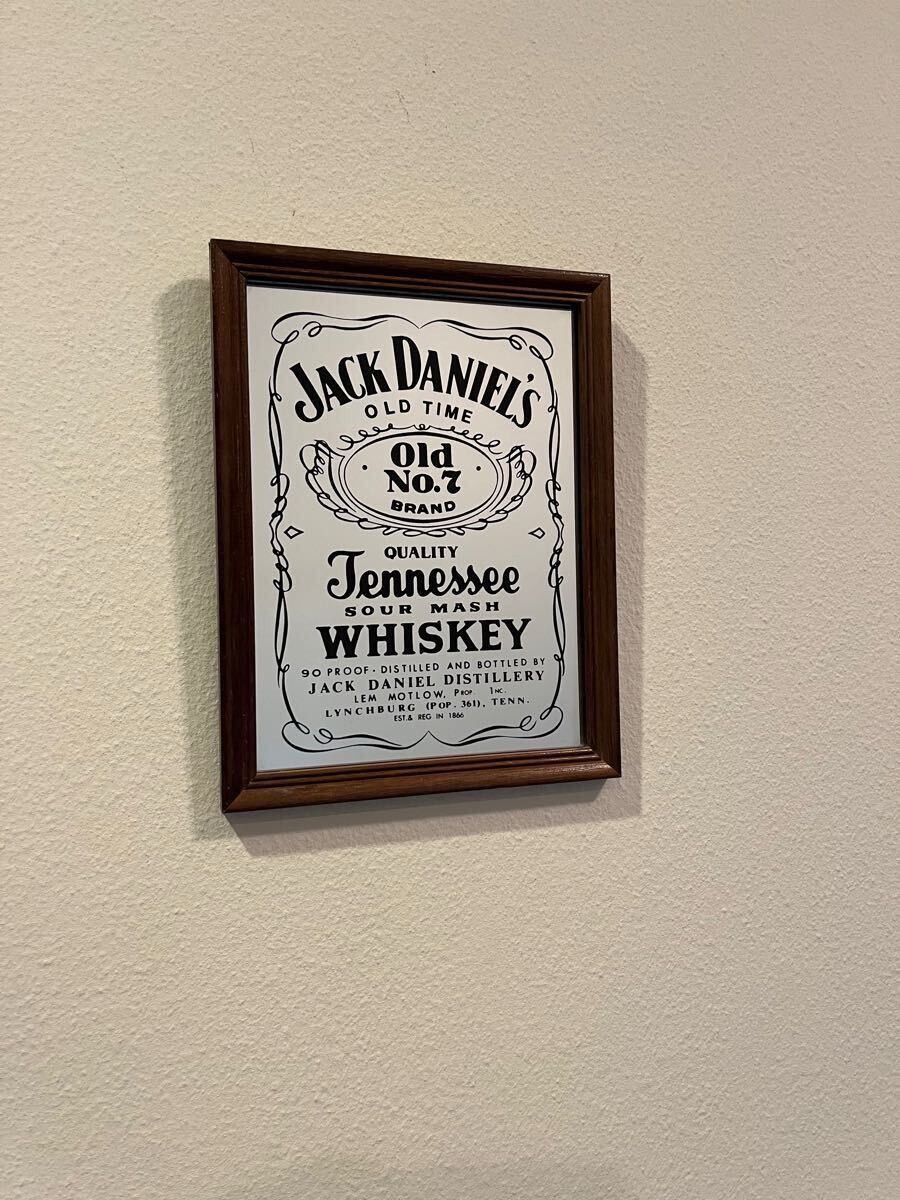 JACK DANIEL'S
OLD TIME
Old
No.7
BRAND
QUALITY
Tennessee
SOUR MASH
WHISKEY
90 PROOF · DISTILLED AND BOTTLED BY
JACK DANIEL DISTILLERY
LEM MOTLOW, PROP. INC.
LYNCHBURG (POP. 361), TENN.
EST.& REG IN 1866